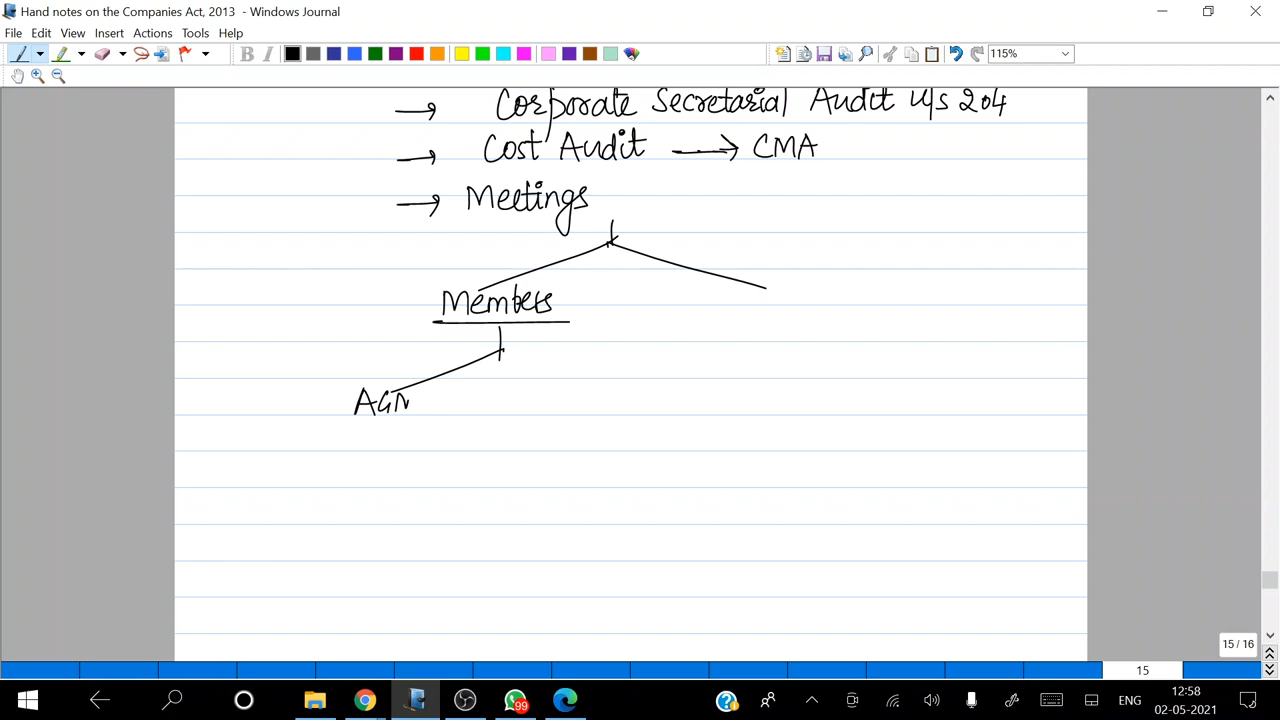 Hand notes on the Companies Act, 2013 - Windows Journal
File Edit View Insert Actions Tools Help
B I 115%
→ Corporate Secretarial Audit u/s 204
→ Cost Audit → CMA
→ Meetings
Members
AGM
15/16
15
99 ENG 12:58
02-05-2021